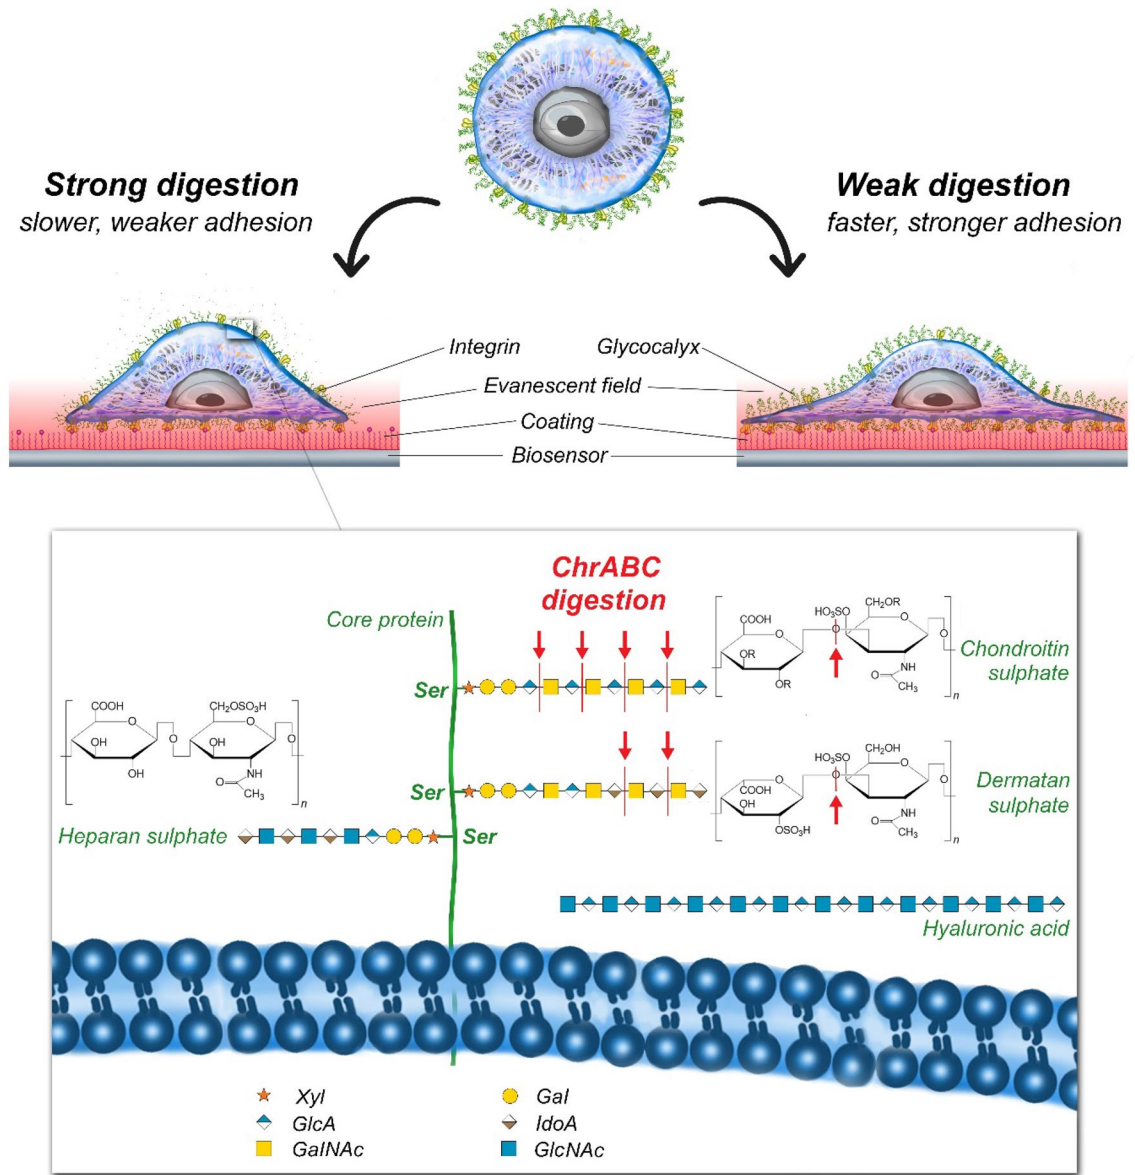 Strong digestion
slower, weaker adhesion
Weak digestion
faster, stronger adhesion
Integrin
Glycocalyx
Evanescent field
Coating
Biosensor
ChrABC
digestion
Core protein
Ser
COOH
O
OR
OR
O
HO₃SO
CH₂OR
O
O
NH
O
CH₃
n
Chondroitin
sulphate
COOH
O
OH
OH
O
CH₂OSO₃H
O
OH
O
NH
O
CH₃
n
Heparan sulphate
Ser
Ser
O
COOH
OH
OSO₃H
O
HO₃SO
CH₂OH
O
O
NH
O
CH₃
n
Dermatan
sulphate
Hyaluronic acid
Xyl
Gal
GlcA
IdoA
GalNAc
GlcNAc